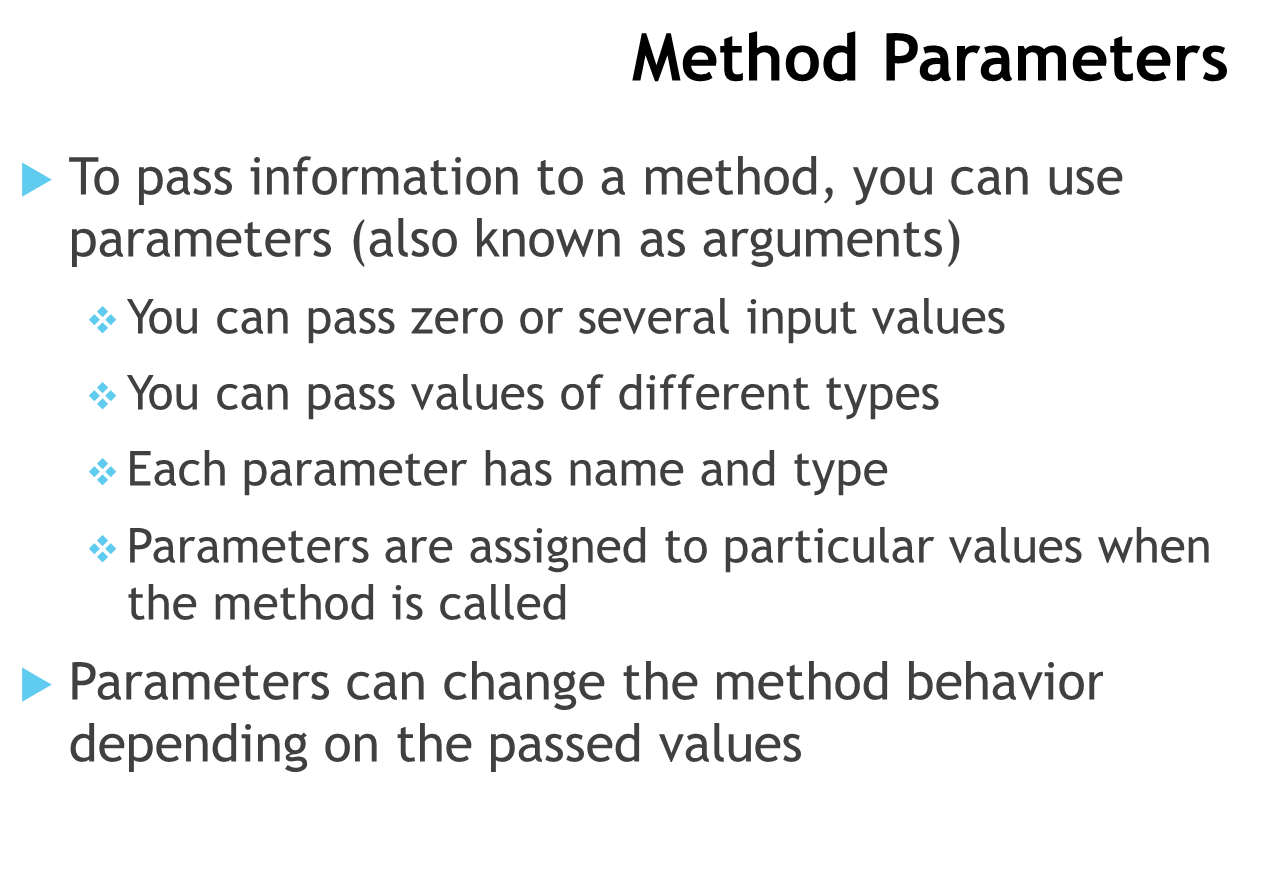 Method Parameters
To pass information to a method, you can use
parameters (also known as arguments)
You can pass zero or several input values
You can pass values of different types
Each parameter has name and type
Parameters are assigned to particular values when
the method is called
Parameters can change the method behavior
depending on the passed values